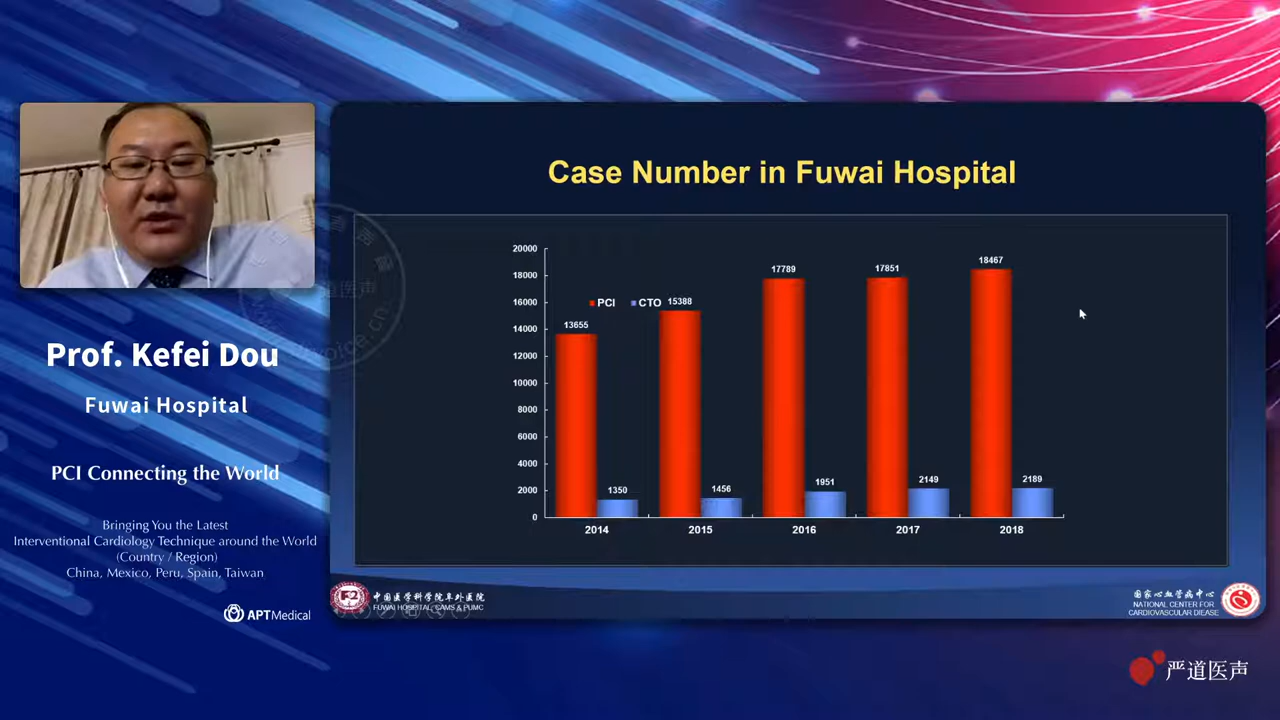 Prof. Kefei Dou
Fuwai Hospital
PCI Connecting the World
Bringing You the Latest
Interventional Cardiology Technique around the World
(Country / Region)
China, Mexico, Peru, Spain, Taiwan
APTMedical
Case Number in Fuwai Hospital
20000
18000
16000
14000
12000
10000
8000
6000
4000
2000
0
PCI CTO
13655
1350
15388
1456
17789
1951
17851
2149
18467
2189
2014 2015 2016 2017 2018
中国医学科学院阜外医院
FUWAI HOSPITAL, CAMS & PUMC
国家心血管病中心
NATIONAL CENTER FOR
CARDIOVASCULAR DIEASE
严道医声